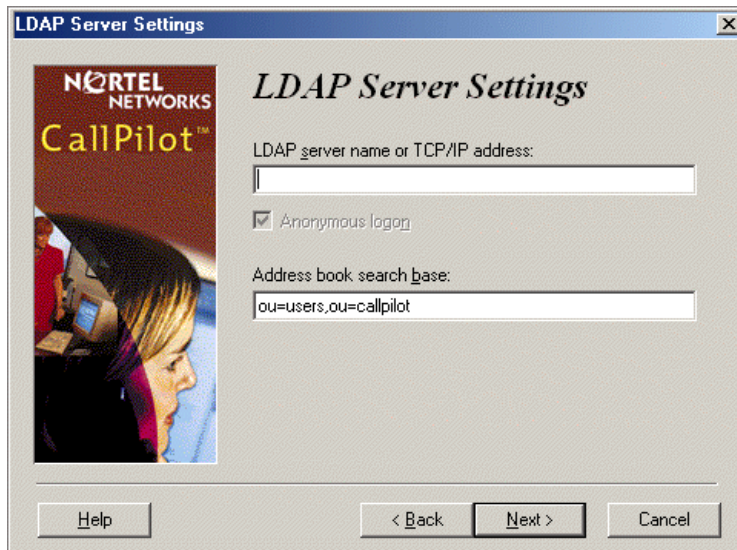 LDAP Server Settings
NORTEL
NETWORKS
CallPilot™
LDAP Server Settings
LDAP server name or TCP/IP address:
Anonymous logon
Address book search base:
ou=users,ou=callpilot
Help
< Back
Next >
Cancel